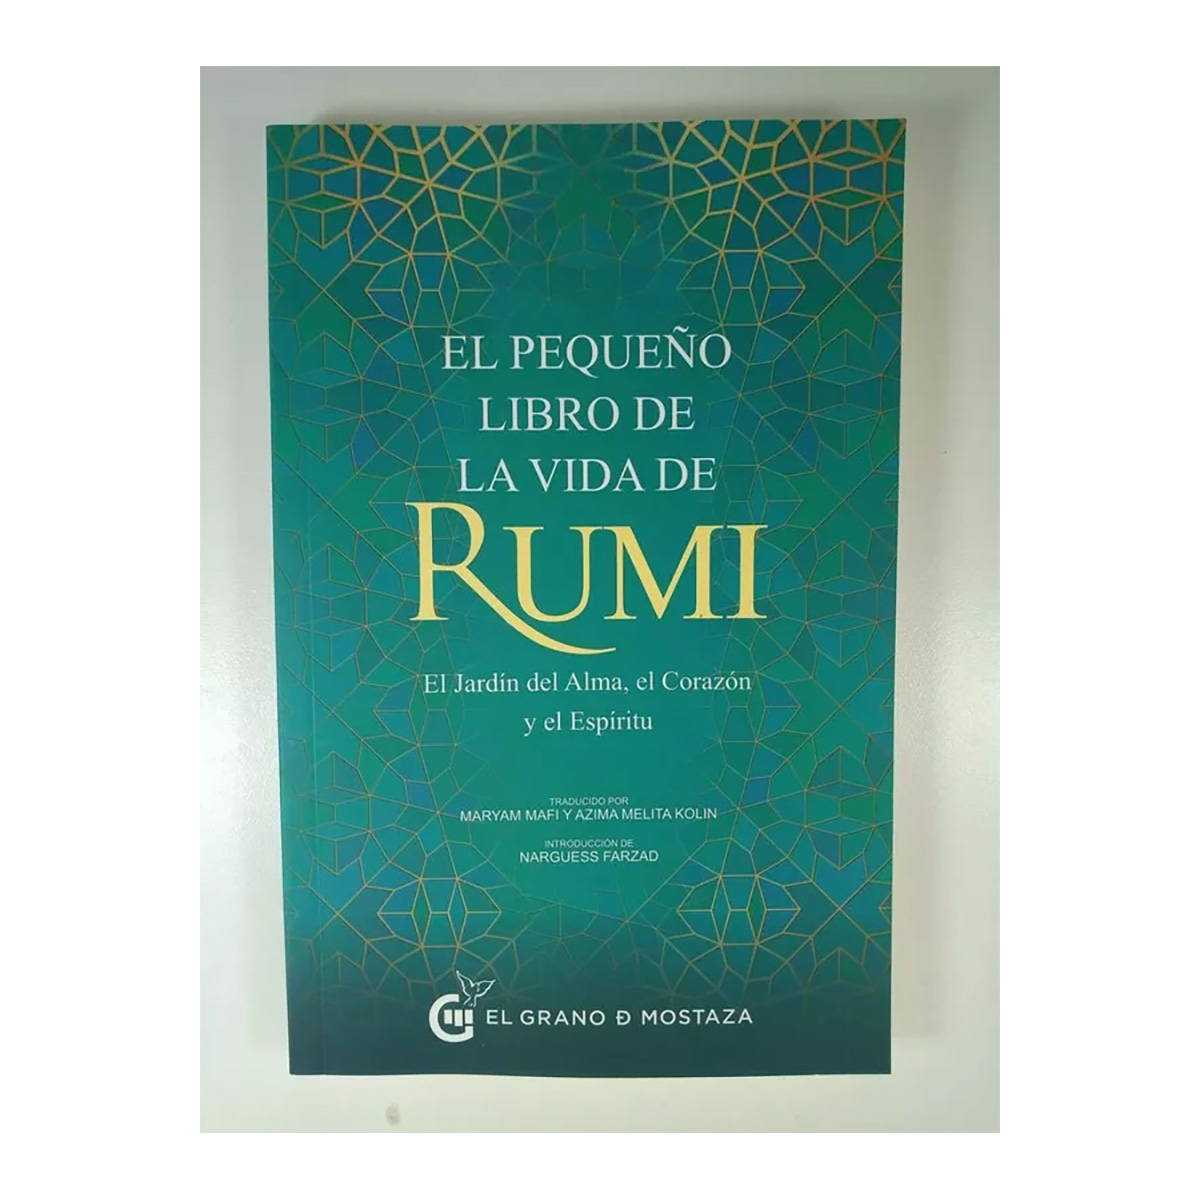 EL PEQUEÑO
LIBRO DE
LA VIDA DE
RUMI
El Jardín del Alma, el Corazón
y el Espíritu
TRADUCIDO POR
MARYAM MAFI Y AZIMA MELITA KOLIN
INTRODUCCIÓN DE
NARGUESS FARZAD
EL GRANO Đ MOSTAZA